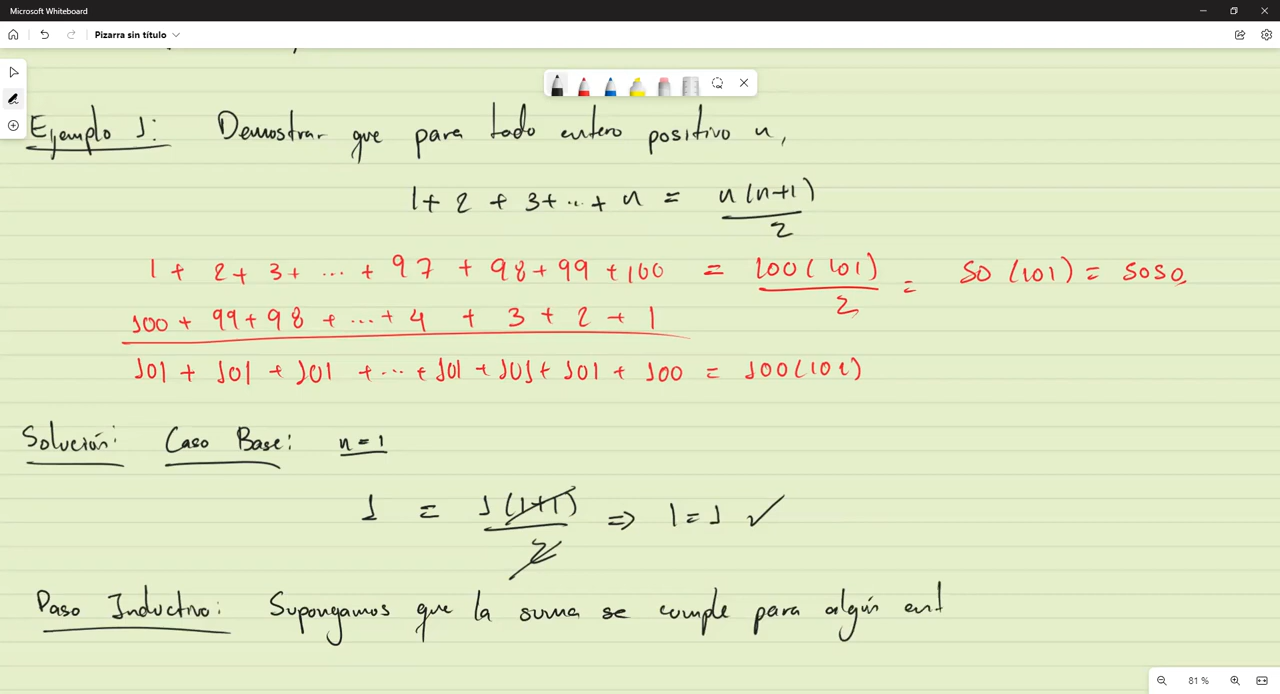 Microsoft Whiteboard
Pizarra sin título
Ejemplo 1: Demostrar que para todo entero positivo n,
1 + 2 + 3 + ... + n = n(n+1)/2
1 + 2 + 3 + ... + 97 + 98 + 99 + 100 = 100(101)/2 = 50(101) = 5050
100 + 99 + 98 + ... + 4 + 3 + 2 + 1
101 + 101 + 101 + ... + 101 + 101 + 101 + 100 = 100(101)
Solución: Caso Base: n = 1
1 = 1(1+1)/2 => 1 = 1 ✓
Paso Inductivo: Supongamos que la suma se cumple para algún ent
81 %